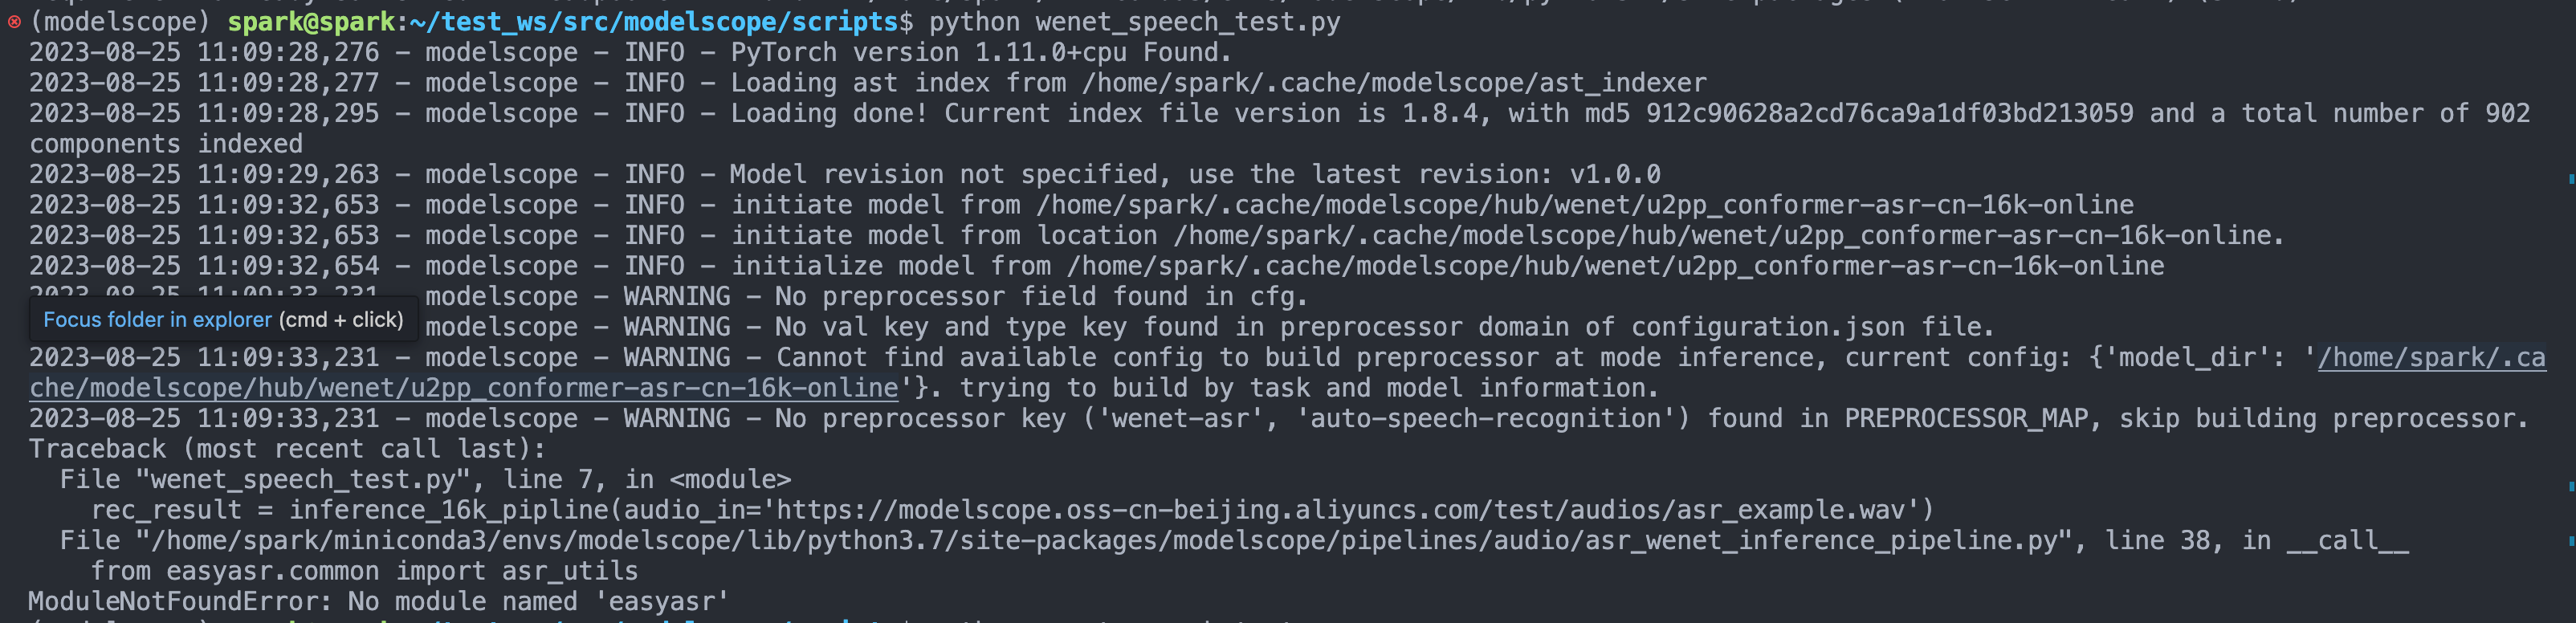 (modelscope) spark@spark:~/test_ws/src/modelscope/scripts$ python wenet_speech_test.py
2023-08-25 11:09:28,276 - modelscope - INFO - PyTorch version 1.11.0+cpu Found.
2023-08-25 11:09:28,277 - modelscope - INFO - Loading ast index from /home/spark/.cache/modelscope/ast_indexer
2023-08-25 11:09:28,295 - modelscope - INFO - Loading done! Current index file version is 1.8.4, with md5 912c90628a2cd76ca9a1df03bd213059 and a total number of 902
components indexed
2023-08-25 11:09:29,263 - modelscope - INFO - Model revision not specified, use the latest revision: v1.0.0
2023-08-25 11:09:32,653 - modelscope - INFO - initiate model from /home/spark/.cache/modelscope/hub/wenet/u2pp_conformer-asr-cn-16k-online
2023-08-25 11:09:32,653 - modelscope - INFO - initiate model from location /home/spark/.cache/modelscope/hub/wenet/u2pp_conformer-asr-cn-16k-online.
2023-08-25 11:09:32,654 - modelscope - INFO - initialize model from /home/spark/.cache/modelscope/hub/wenet/u2pp_conformer-asr-cn-16k-online
2023-08-25 11:09:33,231 - modelscope - WARNING - No preprocessor field found in cfg.
Focus folder in explorer (cmd + click)
modelscope - WARNING - No val key and type key found in preprocessor domain of configuration.json file.
2023-08-25 11:09:33,231 - modelscope - WARNING - Cannot find available config to build preprocessor at mode inference, current config: {'model_dir': '/home/spark/.ca
che/modelscope/hub/wenet/u2pp_conformer-asr-cn-16k-online'}. trying to build by task and model information.
2023-08-25 11:09:33,231 - modelscope - WARNING - No preprocessor key ('wenet-asr', 'auto-speech-recognition') found in PREPROCESSOR_MAP, skip building preprocessor.
Traceback (most recent call last):
  File "wenet_speech_test.py", line 7, in <module>
    rec_result = inference_16k_pipline(audio_in='https://modelscope.oss-cn-beijing.aliyuncs.com/test/audios/asr_example.wav')
  File "/home/spark/miniconda3/envs/modelscope/lib/python3.7/site-packages/modelscope/pipelines/audio/asr_wenet_inference_pipeline.py", line 38, in __call__
    from easyasr.common import asr_utils
ModuleNotFoundError: No module named 'easyasr'